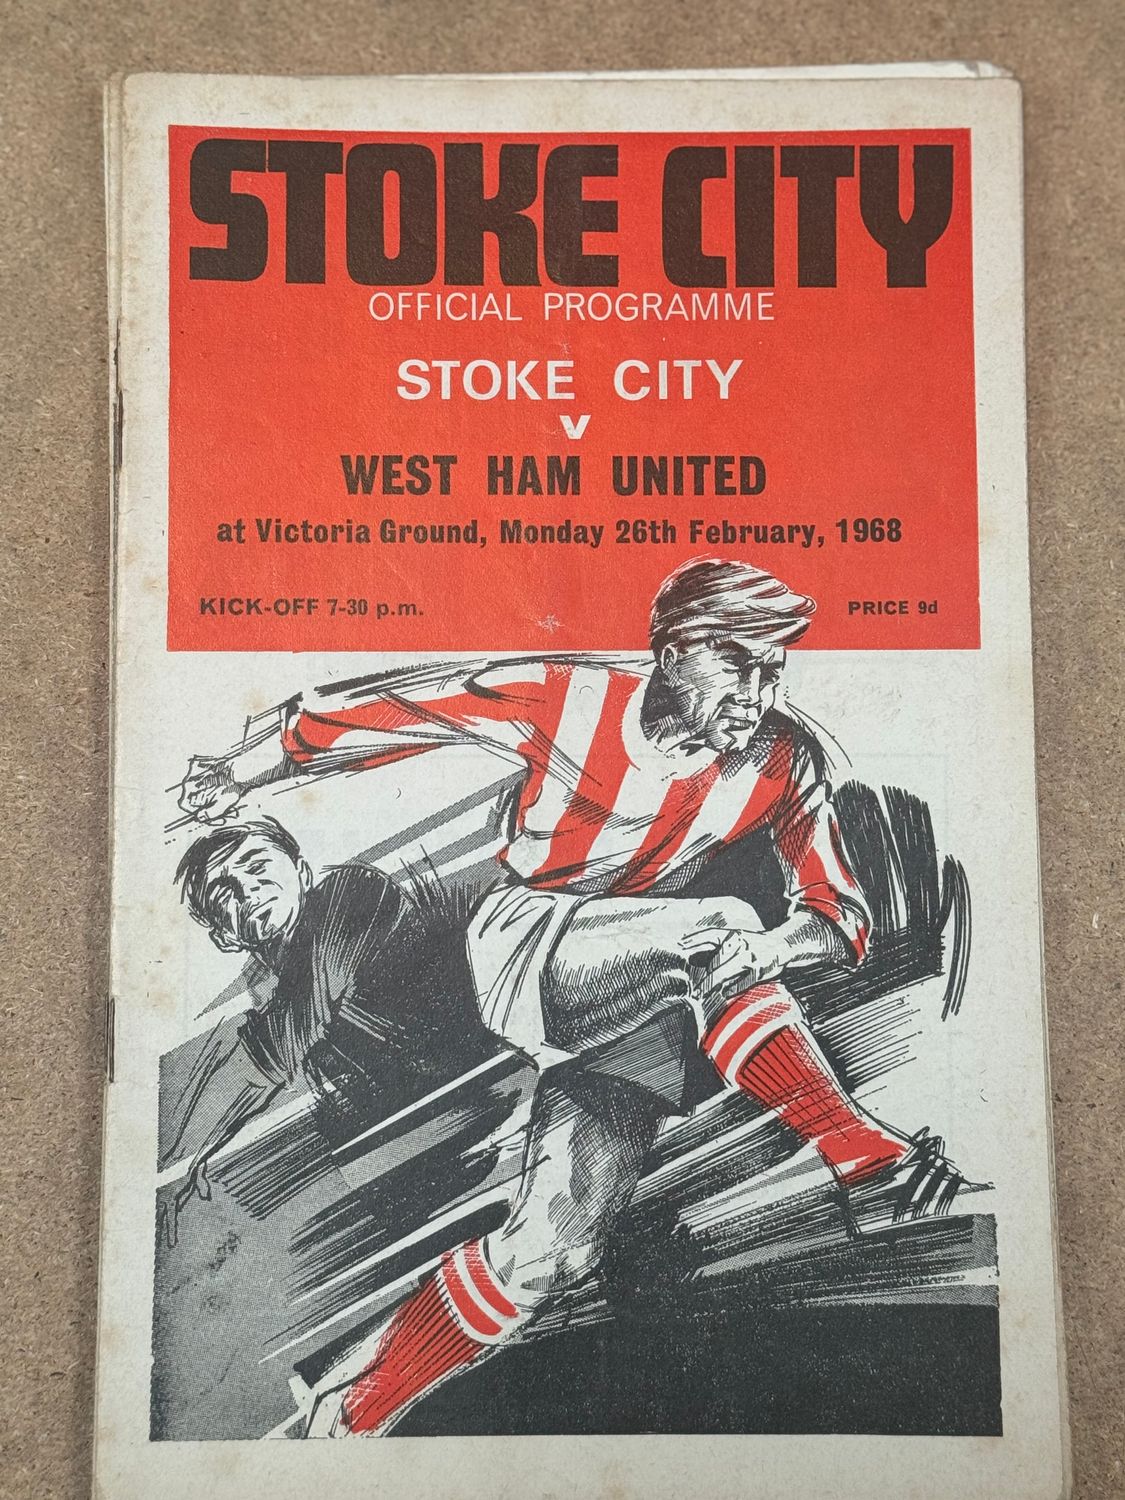 STOKE CITY
OFFICIAL PROGRAMME
STOKE CITY
v
WEST HAM UNITED
at Victoria Ground, Monday 26th February, 1968
KICK-OFF 7-30 p.m.
PRICE 9d